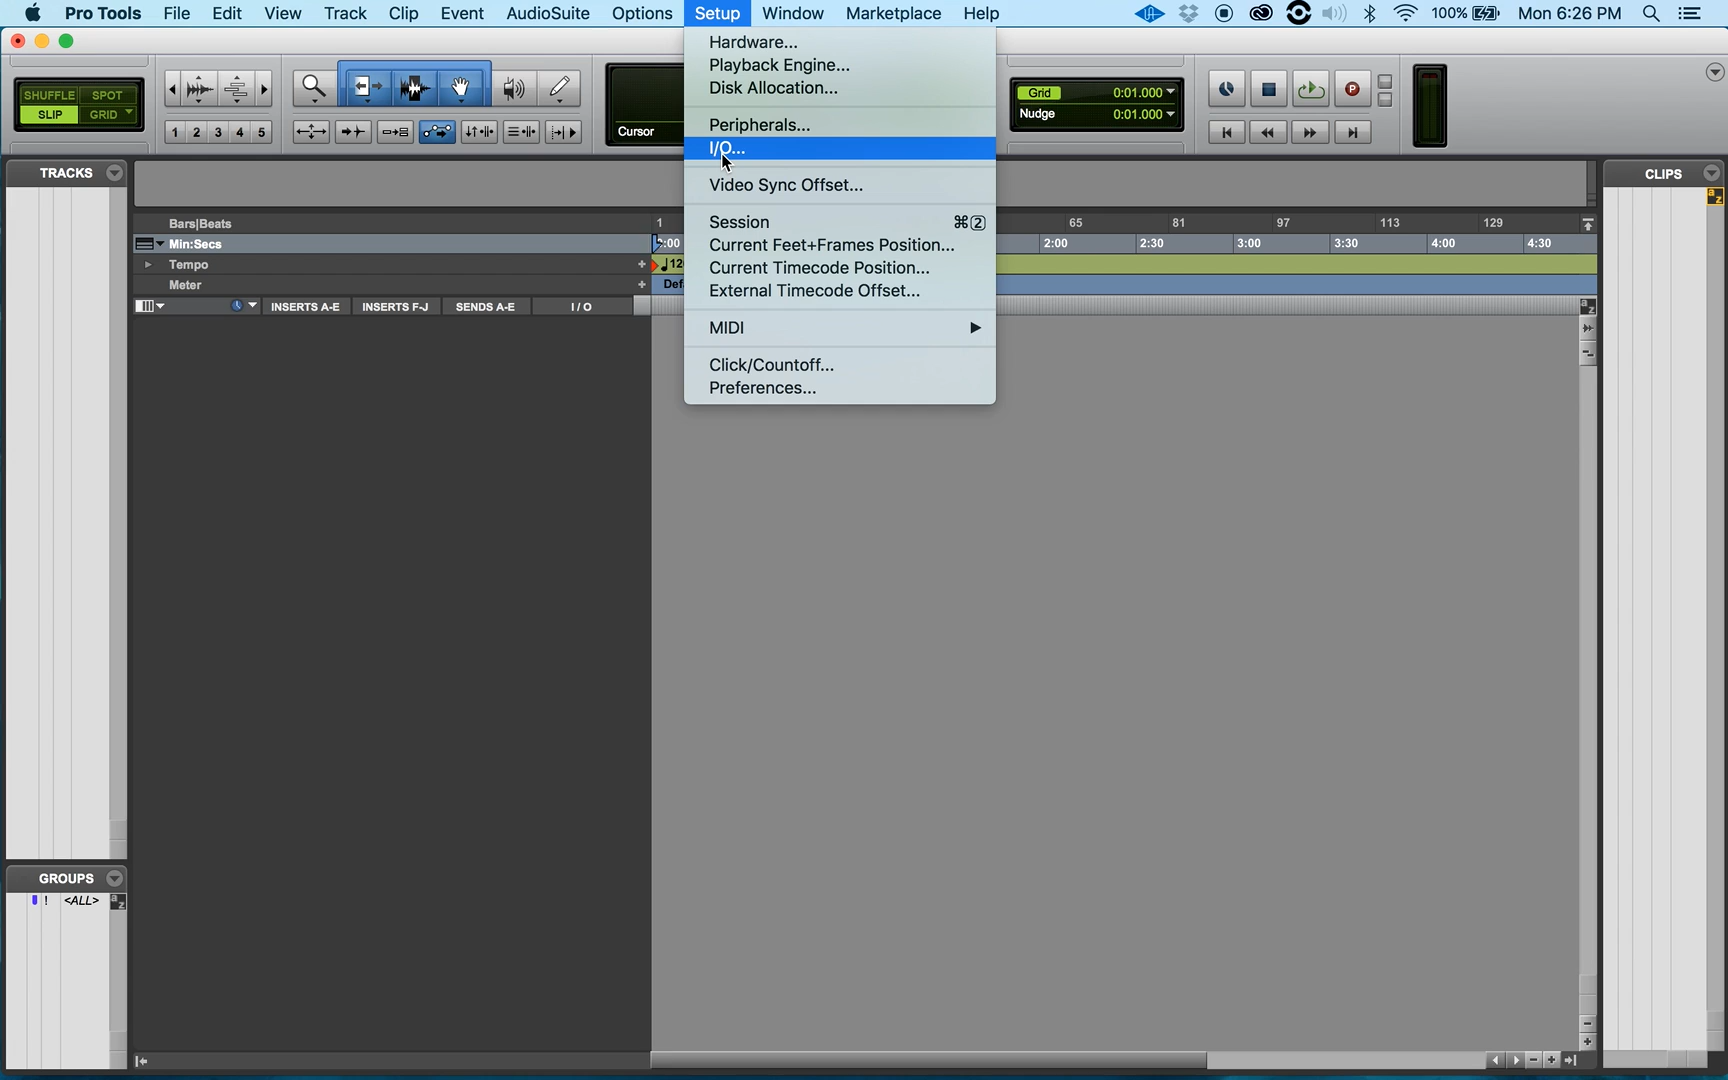 Pro Tools File Edit View Track Clip Event AudioSuite Options Setup Window Marketplace Help 100% Mon 6:26 PM
Hardware...
Playback Engine...
Disk Allocation...
Peripherals...
I/O...
Video Sync Offset...
Session ⌘2
Current Feet+Frames Position...
Current Timecode Position...
External Timecode Offset...
MIDI
Click/Countoff...
Preferences...
SHUFFLE SPOT
SLIP GRID
1 2 3 4 5
Cursor
Grid 0:01.000
Nudge 0:01.000
P
TRACKS
CLIPS
a z
Bars|Beats 1 65 81 97 113 129
Min:Secs :00 2:00 2:30 3:00 3:30 4:00 4:30
Tempo + ♩12
Meter + Def
INSERTS A-E INSERTS F-J SENDS A-E I / O
a z
GROUPS
! <ALL> a z